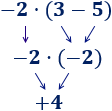 -2 · (3 - 5)
-2 · (-2)
+4